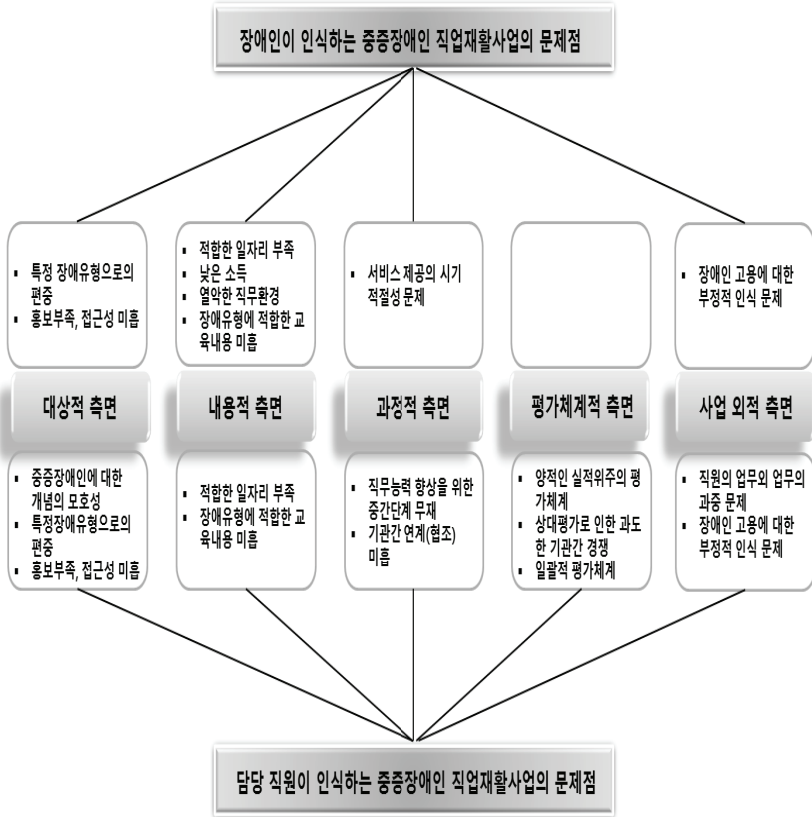 장애인이 인식하는 중증장애인 직업재활사업의 문제점
▪ 특정 장애유형으로의
편중
▪ 홍보부족, 접근성 미흡
▪ 적합한 일자리 부족
▪ 낮은 소득
▪ 열악한 직무환경
▪ 장애유형에 적합한 교
육내용 미흡
▪ 서비스 제공의 시기
적절성 문제
▪ 장애인 고용에 대한
부정적 인식 문제
대상적 측면
내용적 측면
과정적 측면
평가체계적 측면
사업 외적 측면
▪ 중증장애인에 대한
개념의 모호성
▪ 특정장애유형으로의
편중
▪ 홍보부족, 접근성 미흡
▪ 적합한 일자리 부족
▪ 장애유형에 적합한 교
육내용 미흡
▪ 직무능력 향상을 위한
중간단계 무재
▪ 기관간 연계(협조)
미흡
▪ 양적인 실적위주의 평
가체계
▪ 상대평가로 인한 과도
한 기관간 경쟁
▪ 일괄적 평가체계
▪ 직원의 업무외 업무의
과중 문제
▪ 장애인 고용에 대한
부정적 인식 문제
담당 직원이 인식하는 중증장애인 직업재활사업의 문제점